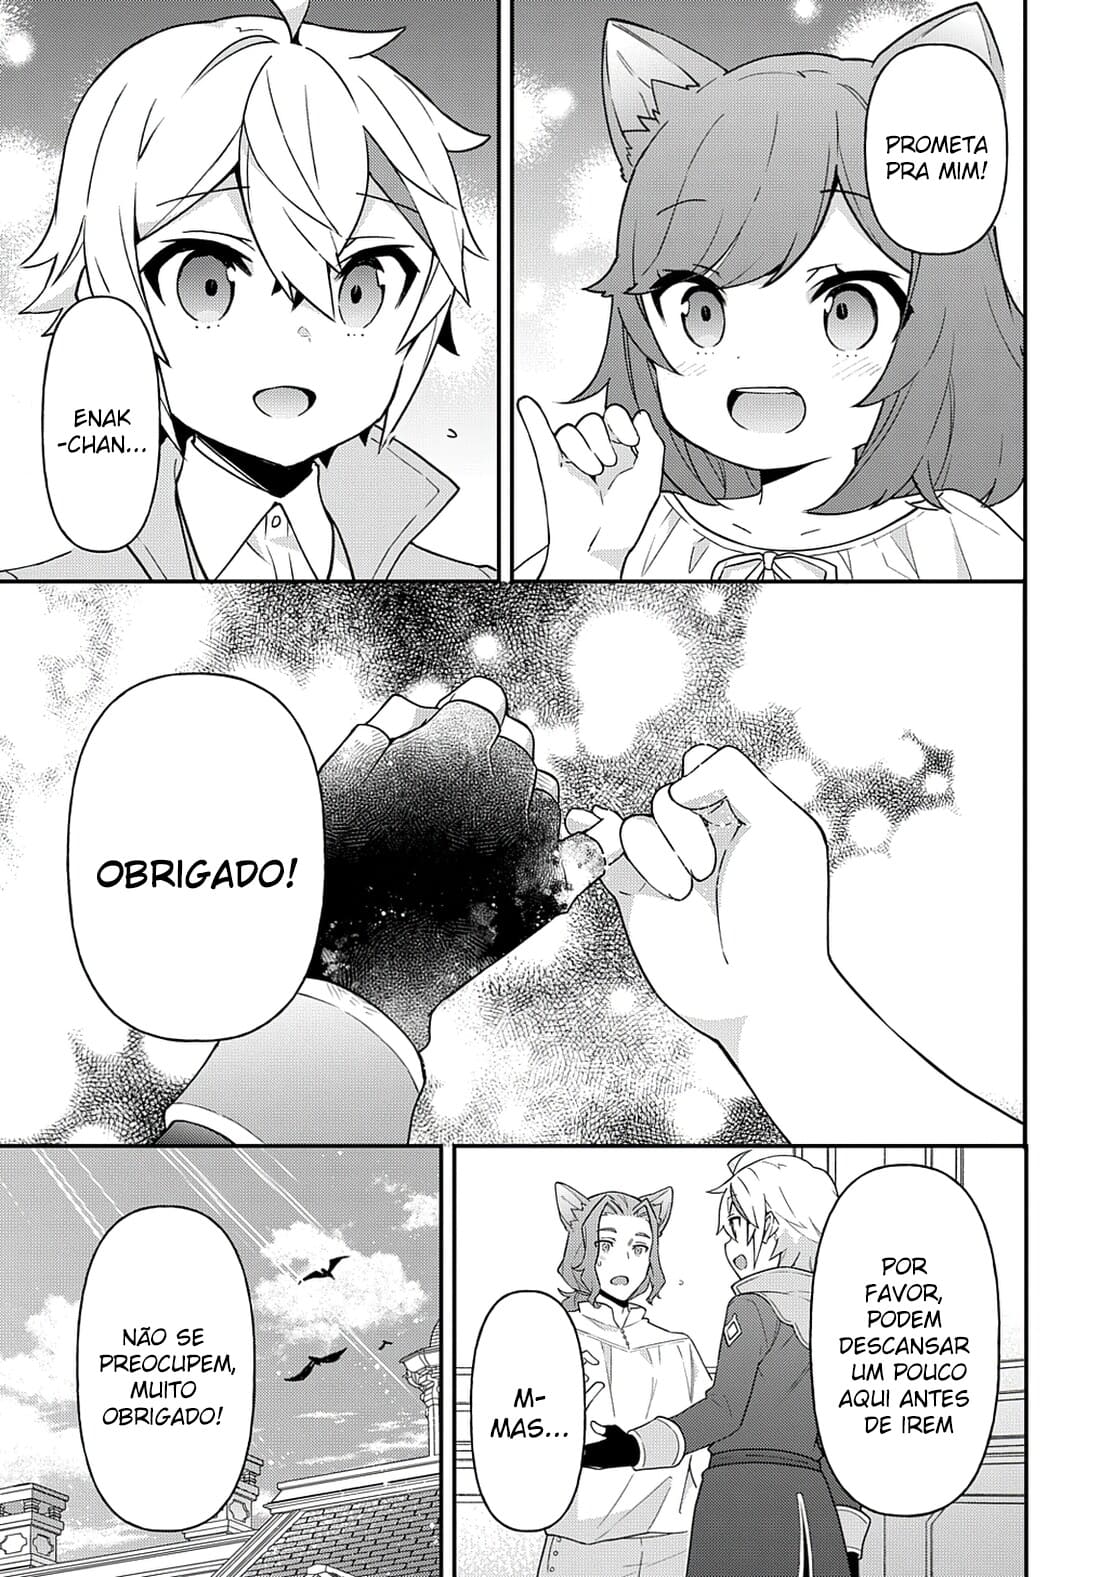 PROMETA
PRA MIM!
ENAK
-CHAN...
OBRIGADO!
POR
FAVOR,
PODEM
DESCANSAR
UM POUCO
AQUI ANTES
DE IREM
M-
MAS...
NÃO SE
PREOCUPEM,
MUITO
OBRIGADO!